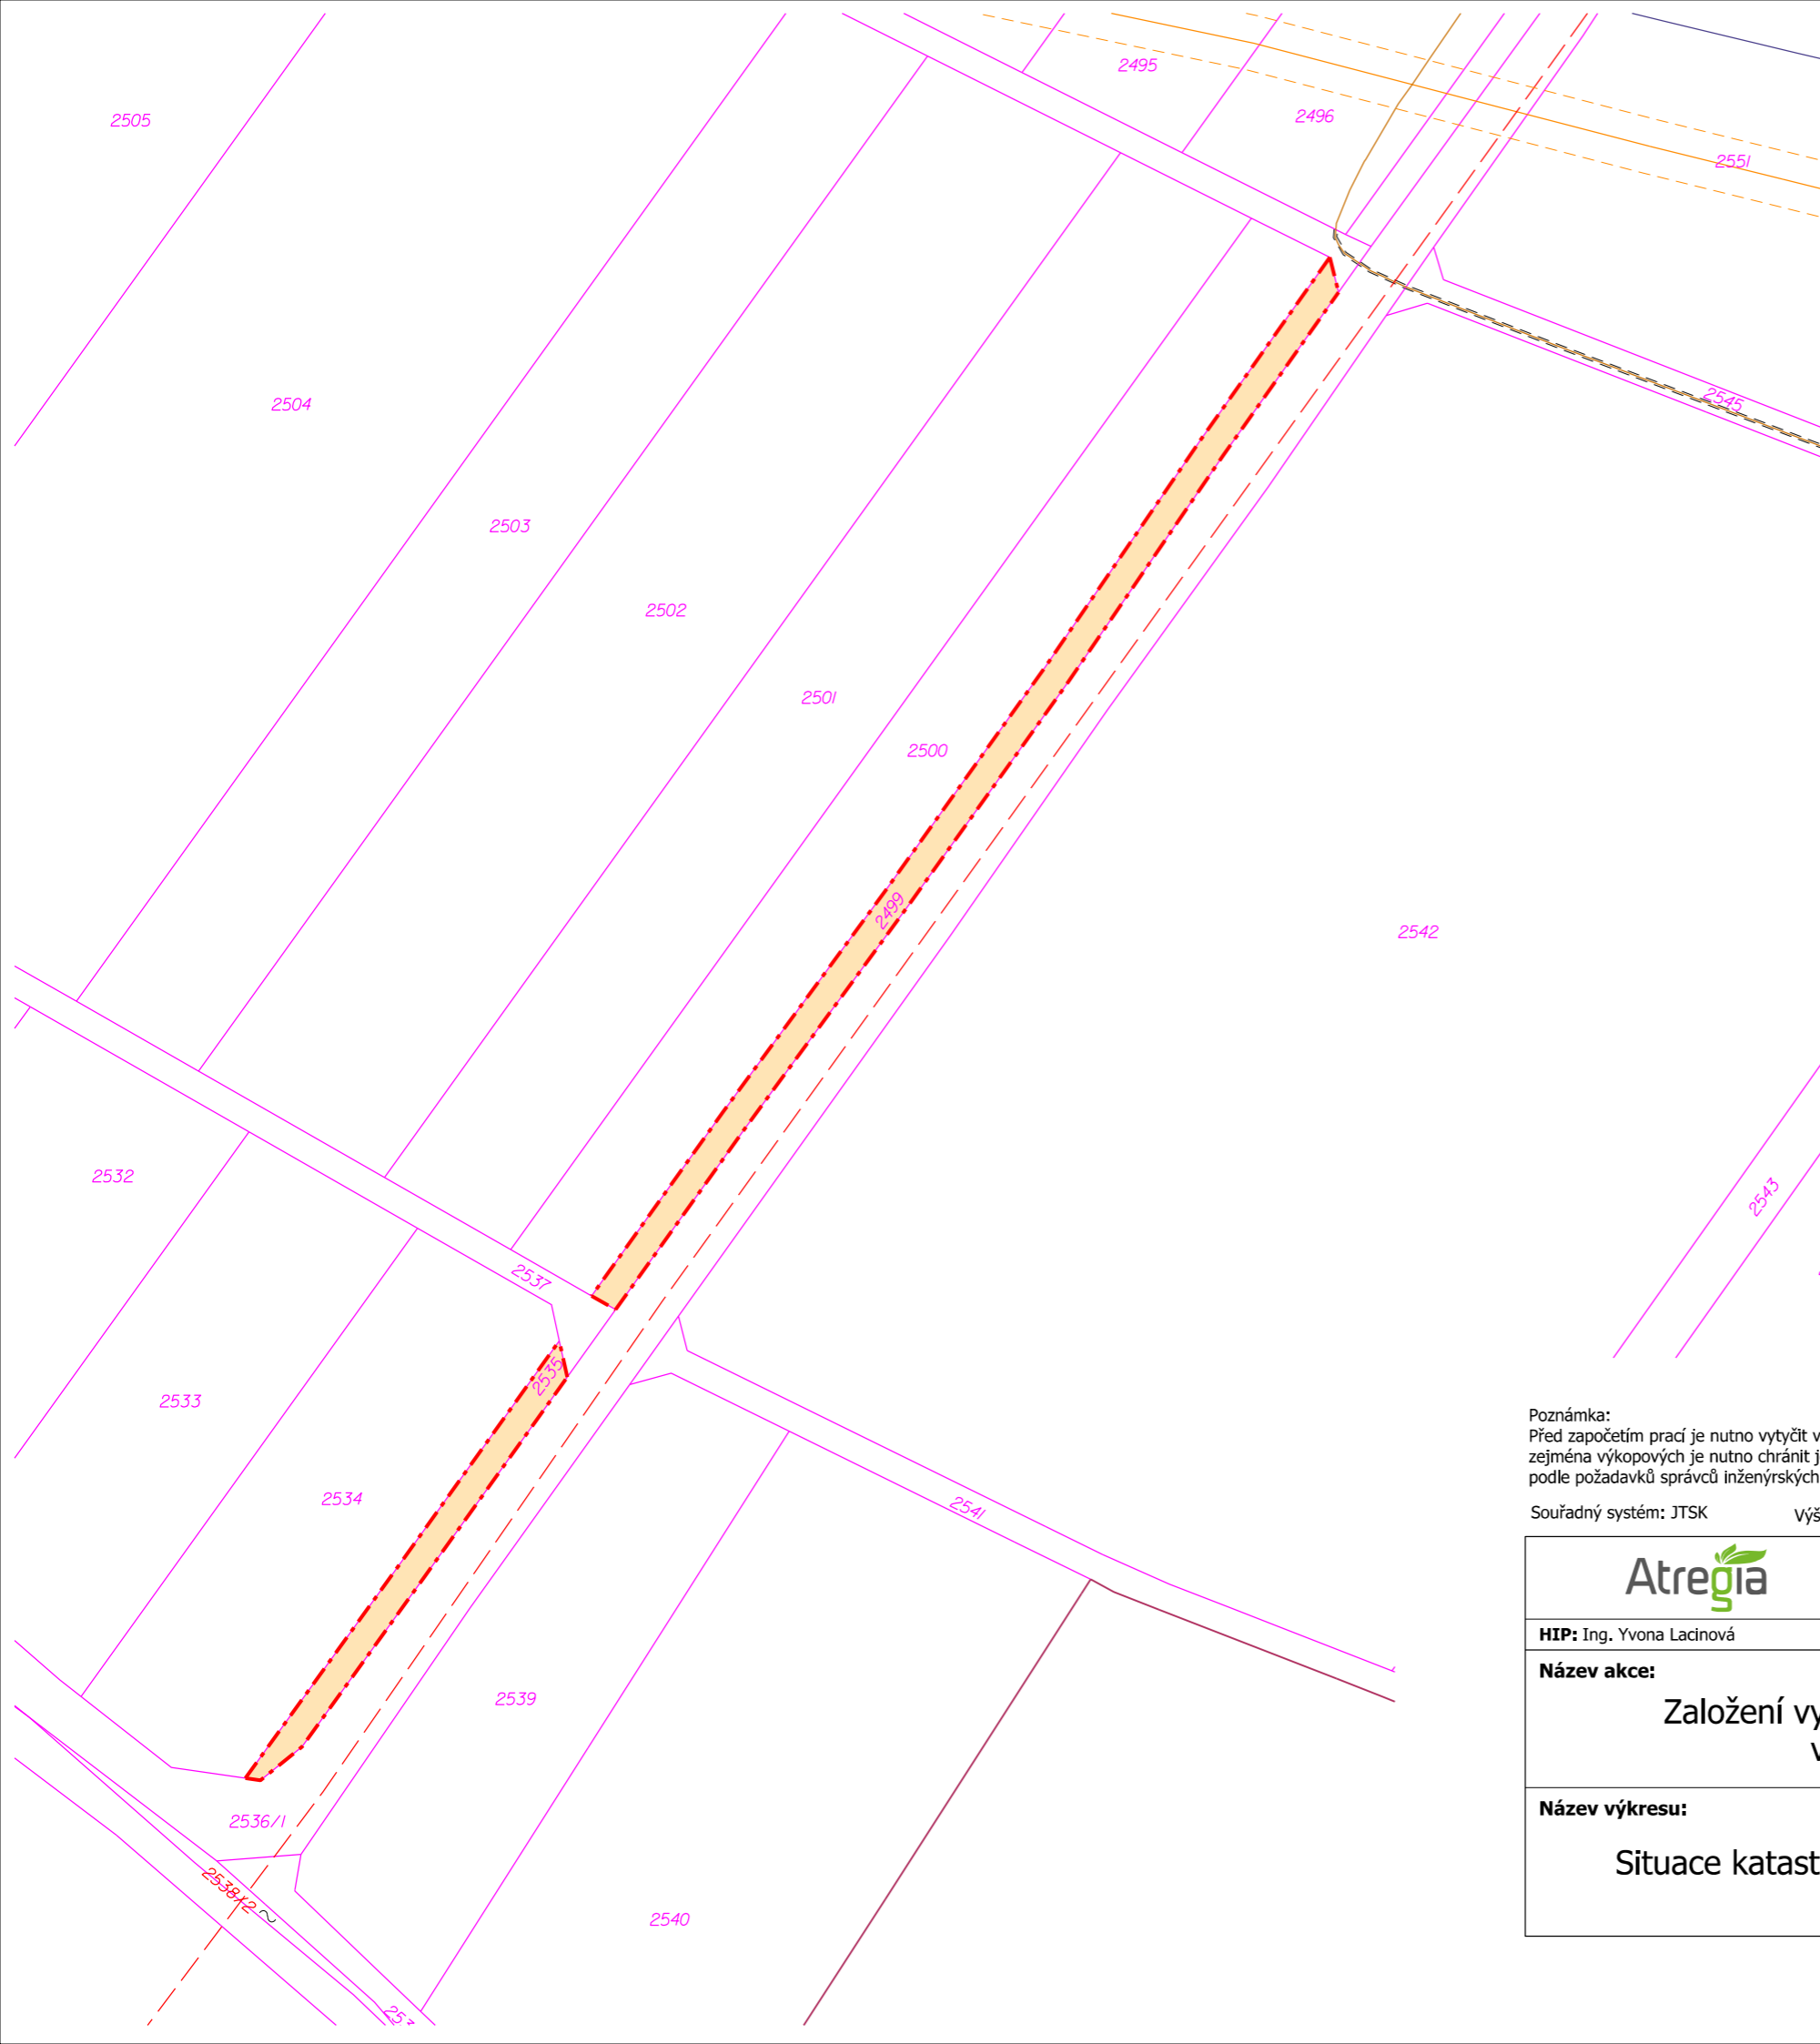 2495
2496
2505
2551
2504
2545
2503
2502
2501
2500
2499
2542
2532
2543
2537
2535
2533
2534
2541
2539
2536/1
2538/2
2540
Poznámka:
Před započetím prací je nutno vytyčit
zejména výkopových je nutno chránit
podle požadavků správců inženýrských
Souřadný systém: JTSK
Atregia
HIP: Ing. Yvona Lacinová
Název akce:
Založení
Název výkresu:
Situace